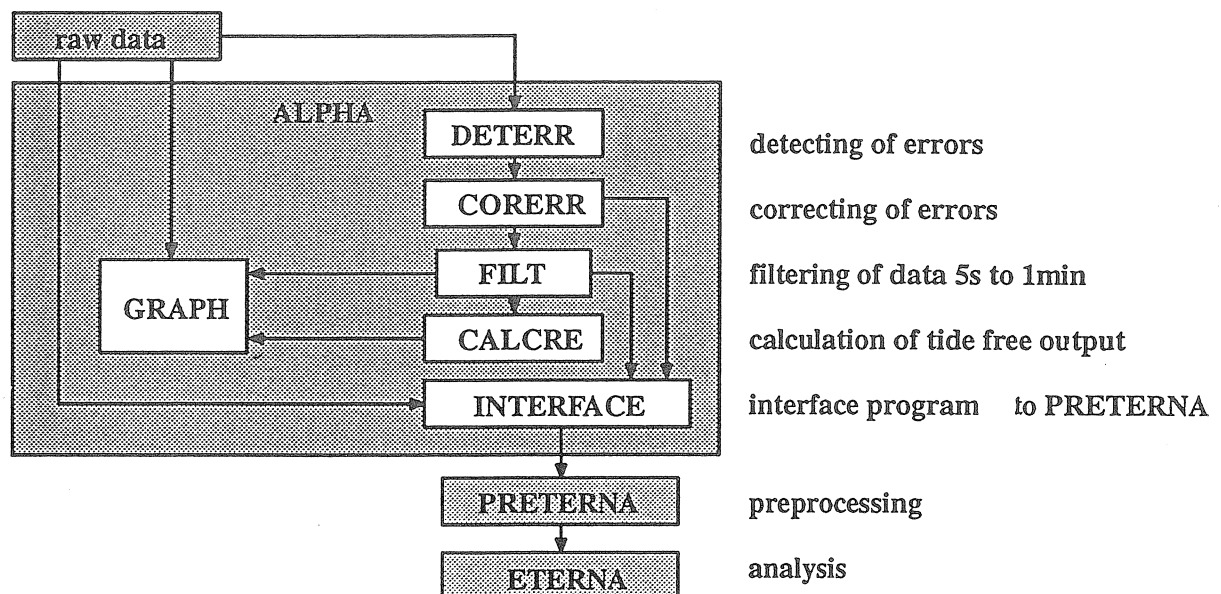 raw data
ALPHA
DETERR
detecting of errors
CORERR
correcting of errors
FILT
filtering of data 5s to 1min
GRAPH
CALCRE
calculation of tide free output
INTERFACE
interface program to PRETERNA
PRETERNA
preprocessing
ETERNA
analysis